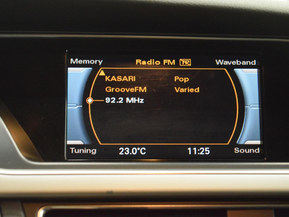 Memory Radio FM TP Waveband
KASARI Pop
GrooveFM Varied
92.2 MHz
Tuning 23.0°C 11:25 Sound